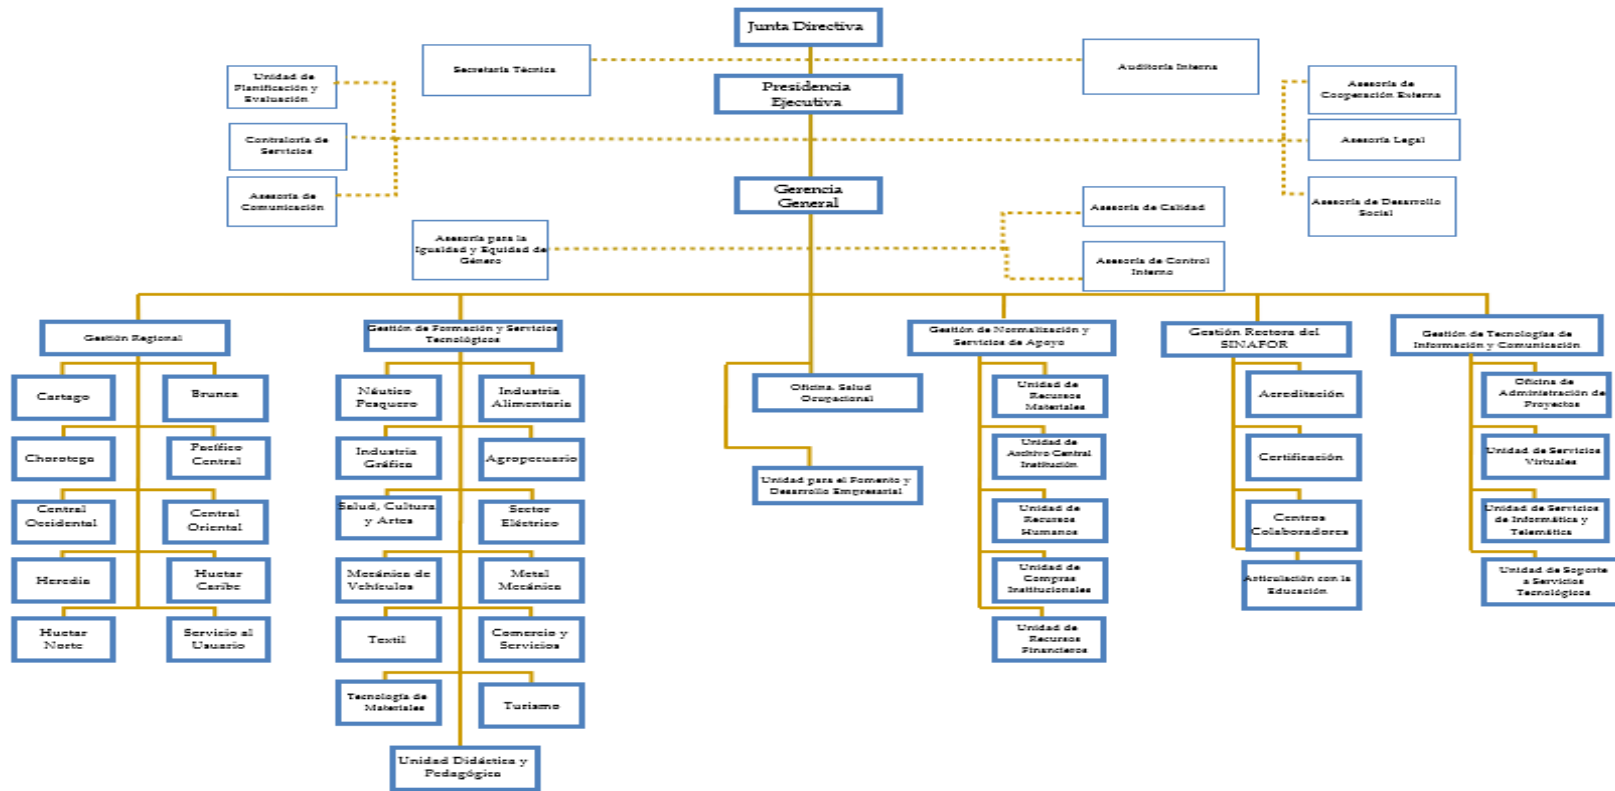 Junta Directiva
Secretaría Técnica
Auditoría Interna
Unidad de
Planificación y
Evaluación
Presidencia
Ejecutiva
Asesoría de
Cooperación Externa
Contraloría de
Servicios
Asesoría Legal
Asesoría de
Comunicación
Gerencia
General
Asesoría de Calidad
Asesoría de Desarrollo
Social
Asesoría para la
Igualdad y Equidad de
Género
Asesoría de Control
Interno
Gestión Regional
Gestión de Formación y Servicios
Tecnológicos
Gestión de Normalización y
Servicios de Apoyo
Gestión Rectora del
SINAFOR
Gestión de Tecnologías de
Información y Comunicación
Cartago
Brunca
Chorotega
Pacífico
Central
Central
Occidental
Central
Oriental
Heredia
Huetar
Caribe
Huetar
Norte
Servicio al
Usuario
Náutico
Pesquero
Industria
Alimentaria
Industria
Gráfica
Agropecuario
Salud, Cultura
y Artes
Sector
Eléctrico
Mecánica de
Vehículos
Metal
Mecánica
Textil
Comercio y
Servicios
Tecnología de
Materiales
Turismo
Unidad Didáctica y
Pedagógica
Oficina. Salud
Ocupacional
Unidad para el Fomento y
Desarrollo Empresarial
Unidad de
Recursos
Materiales
Unidad de
Archivo Central
Institución
Unidad de
Recursos
Humanos
Unidad de
Compras
Institucionales
Unidad de
Recursos
Financieros
Acreditación
Certificación
Centros
Colaboradores
Articulación con la
Educación
Oficina de
Administración de
Proyectos
Unidad de Servicios
Virtuales
Unidad de Servicios
de Informática y
Telemática
Unidad de Soporte
a Servicios
Tecnológicos